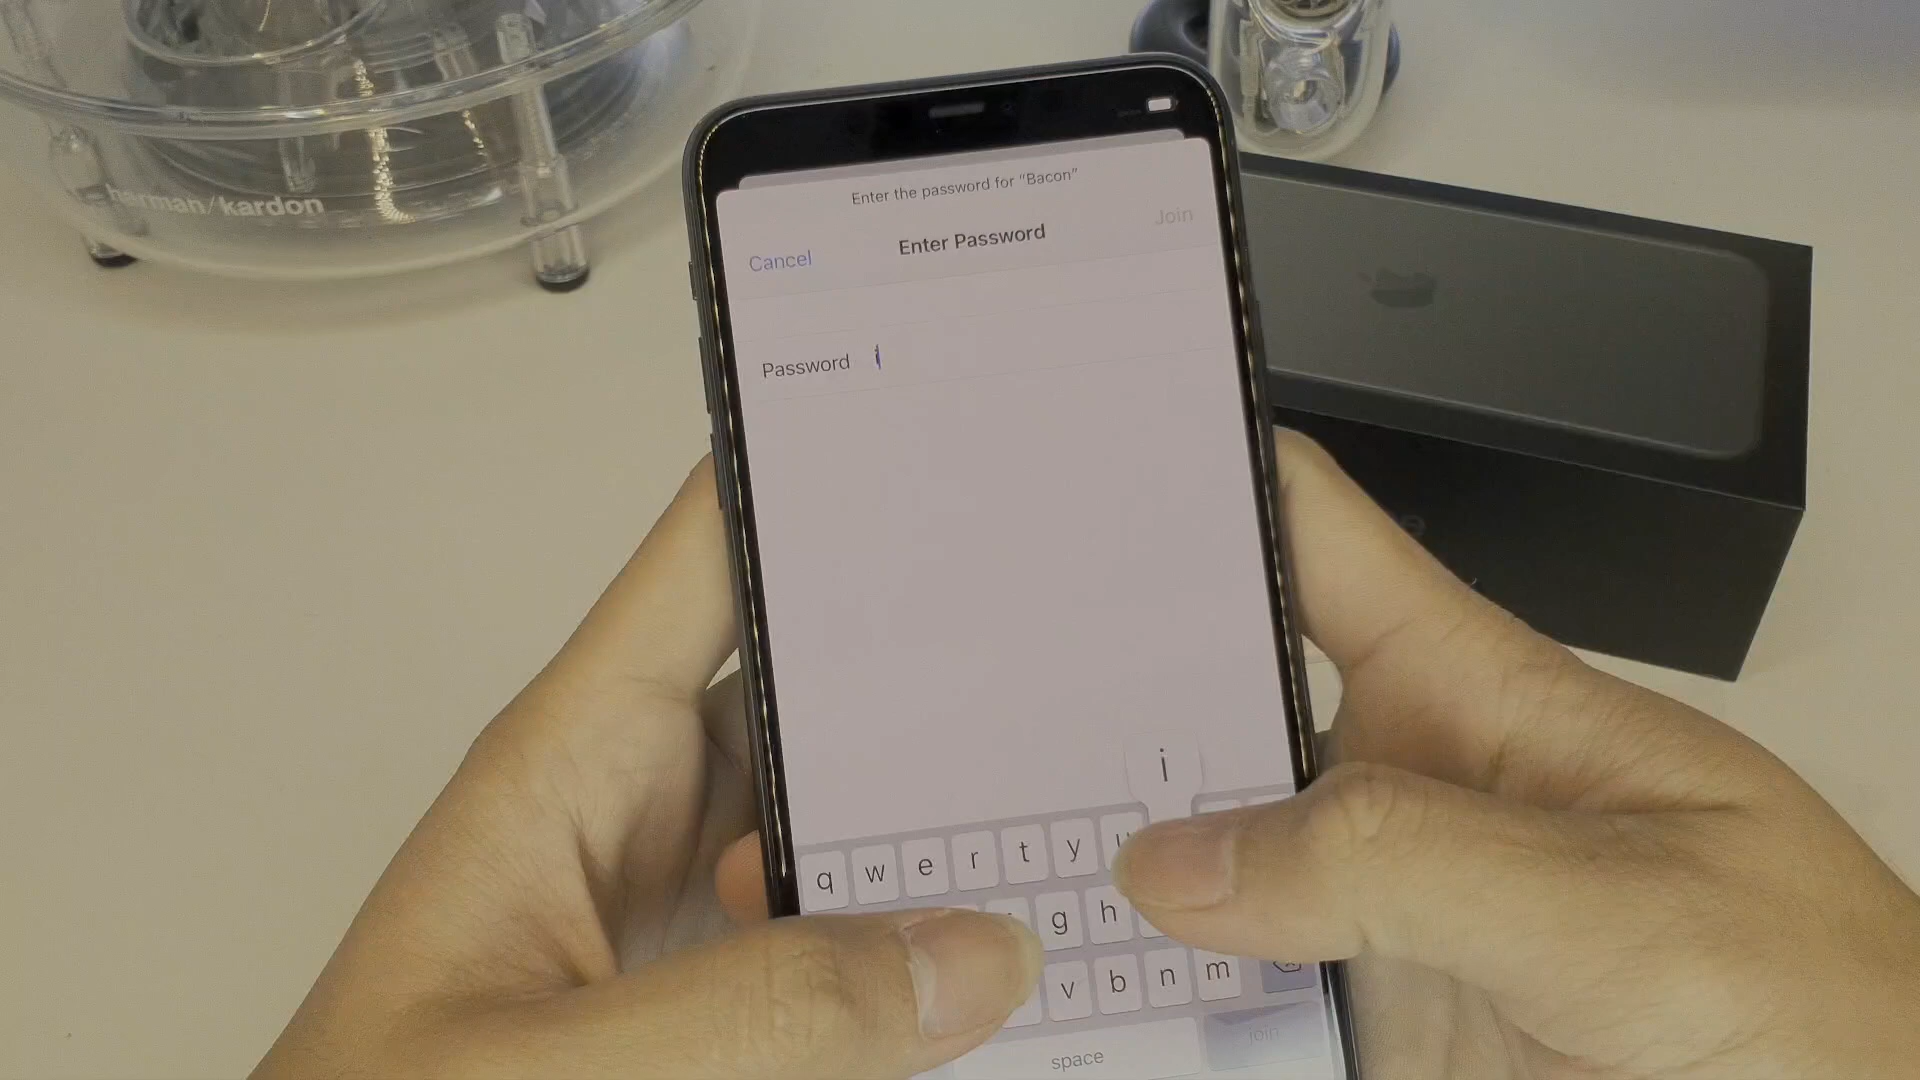 harman/kardon
Enter the password for "Bacon"
Cancel
Enter Password
Join
Password i
i
q w e r t y u
g h
v b n m
space
join